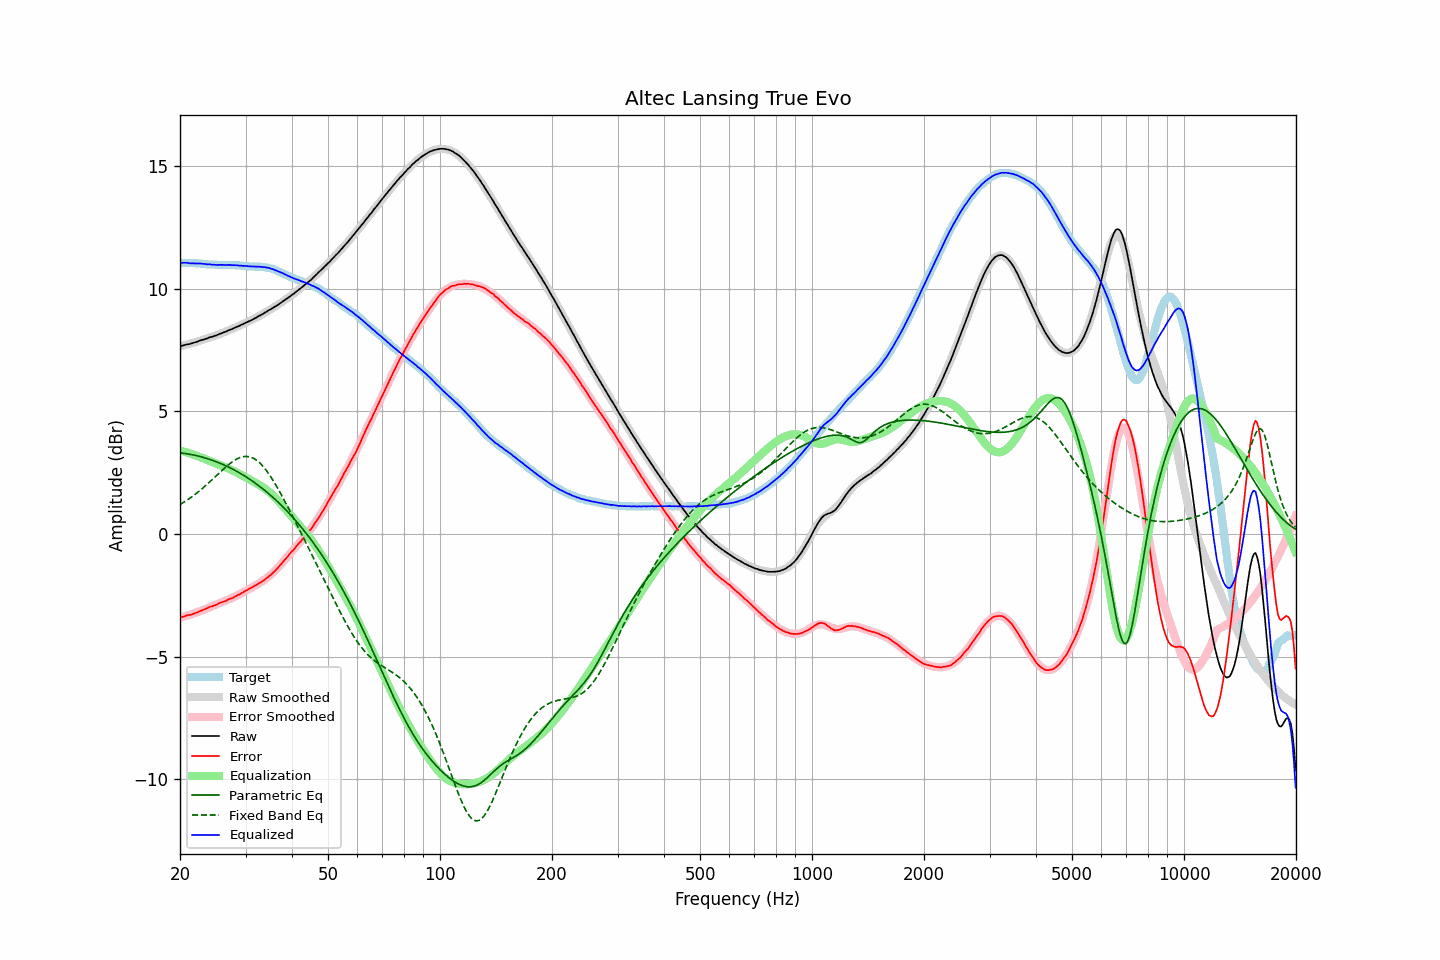 Altec Lansing True Evo
Amplitude (dBr)
15
10
5
0
−5
−10
Target
Raw Smoothed
Error Smoothed
Raw
Error
Equalization
Parametric Eq
Fixed Band Eq
Equalized
20 50 100 200 500 1000 2000 5000 10000 20000
Frequency (Hz)